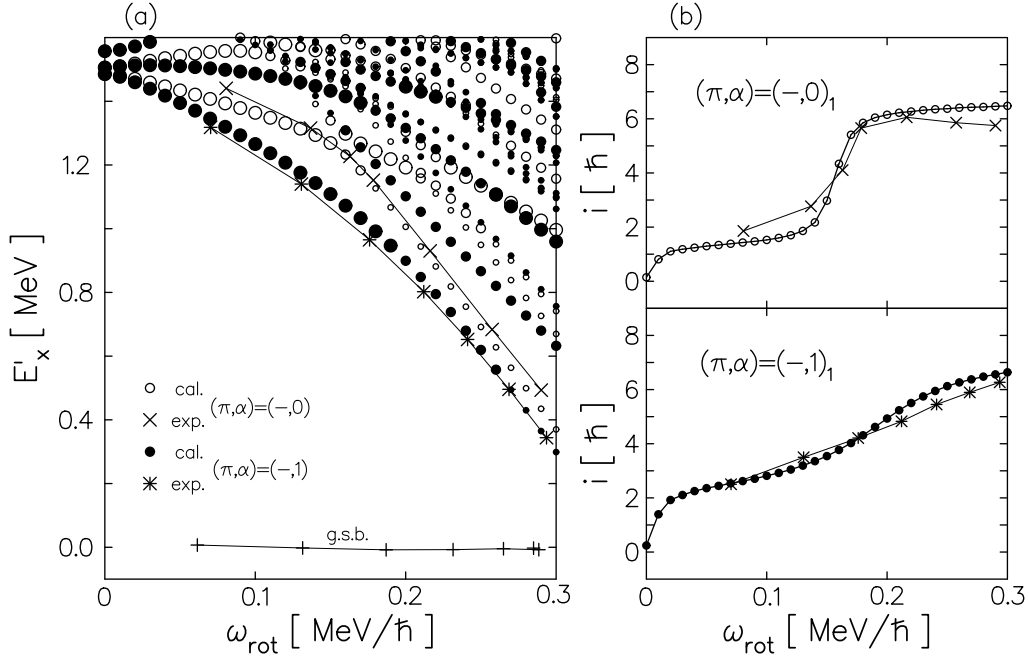 (a)
E'x [ MeV ]
1.2
0.8
0.4
0.0
○ cal.
× exp. (π,α)=(−,0)
● cal.
✳ exp. (π,α)=(−,1)
g.s.b.
0 0.1 0.2 0.3
ωrot [ MeV/ħ ]
(b)
i [ ħ ]
8
6
4
2
0
(π,α)=(−,0)1
i [ ħ ]
8
6
4
2
0
(π,α)=(−,1)1
0 0.1 0.2 0.3
ωrot [ MeV/ħ ]